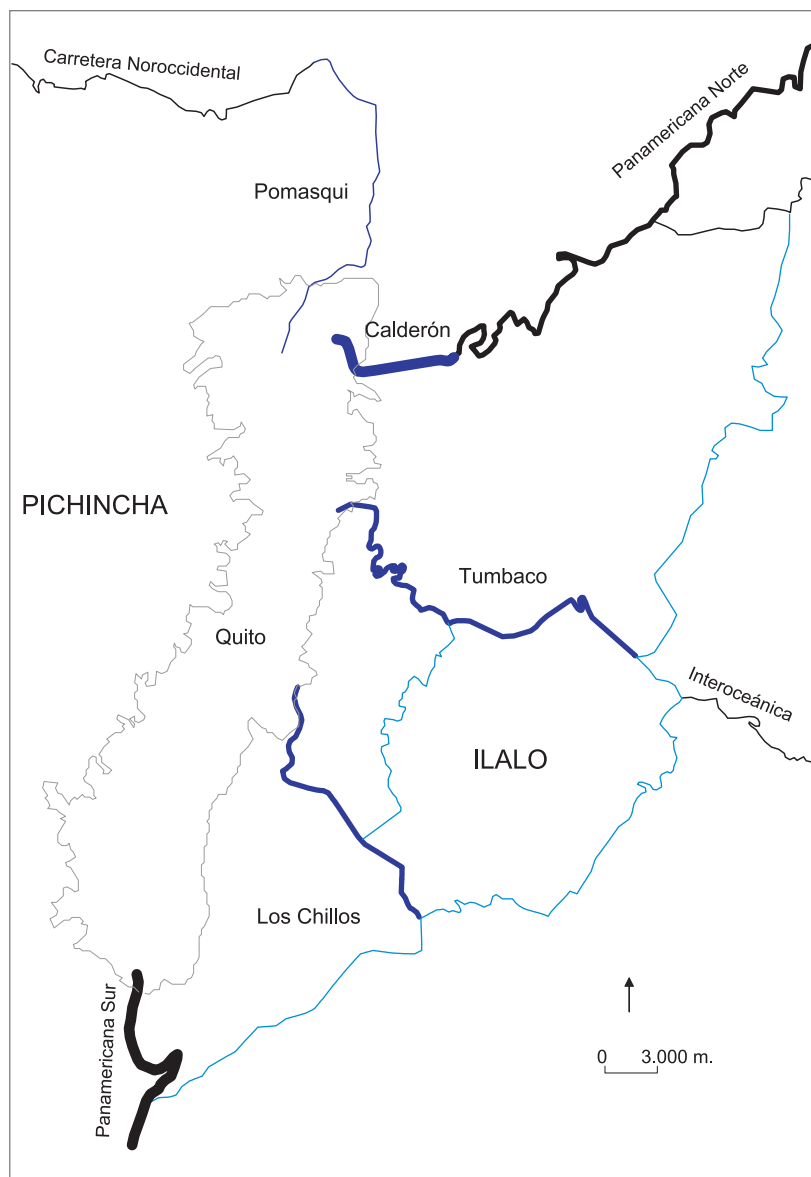 Carretera Noroccidental
Panamericana Norte
Pomasqui
Calderón
PICHINCHA
Tumbaco
Quito
Interoceánica
ILALO
Los Chillos
Panamericana Sur
0 3.000 m.